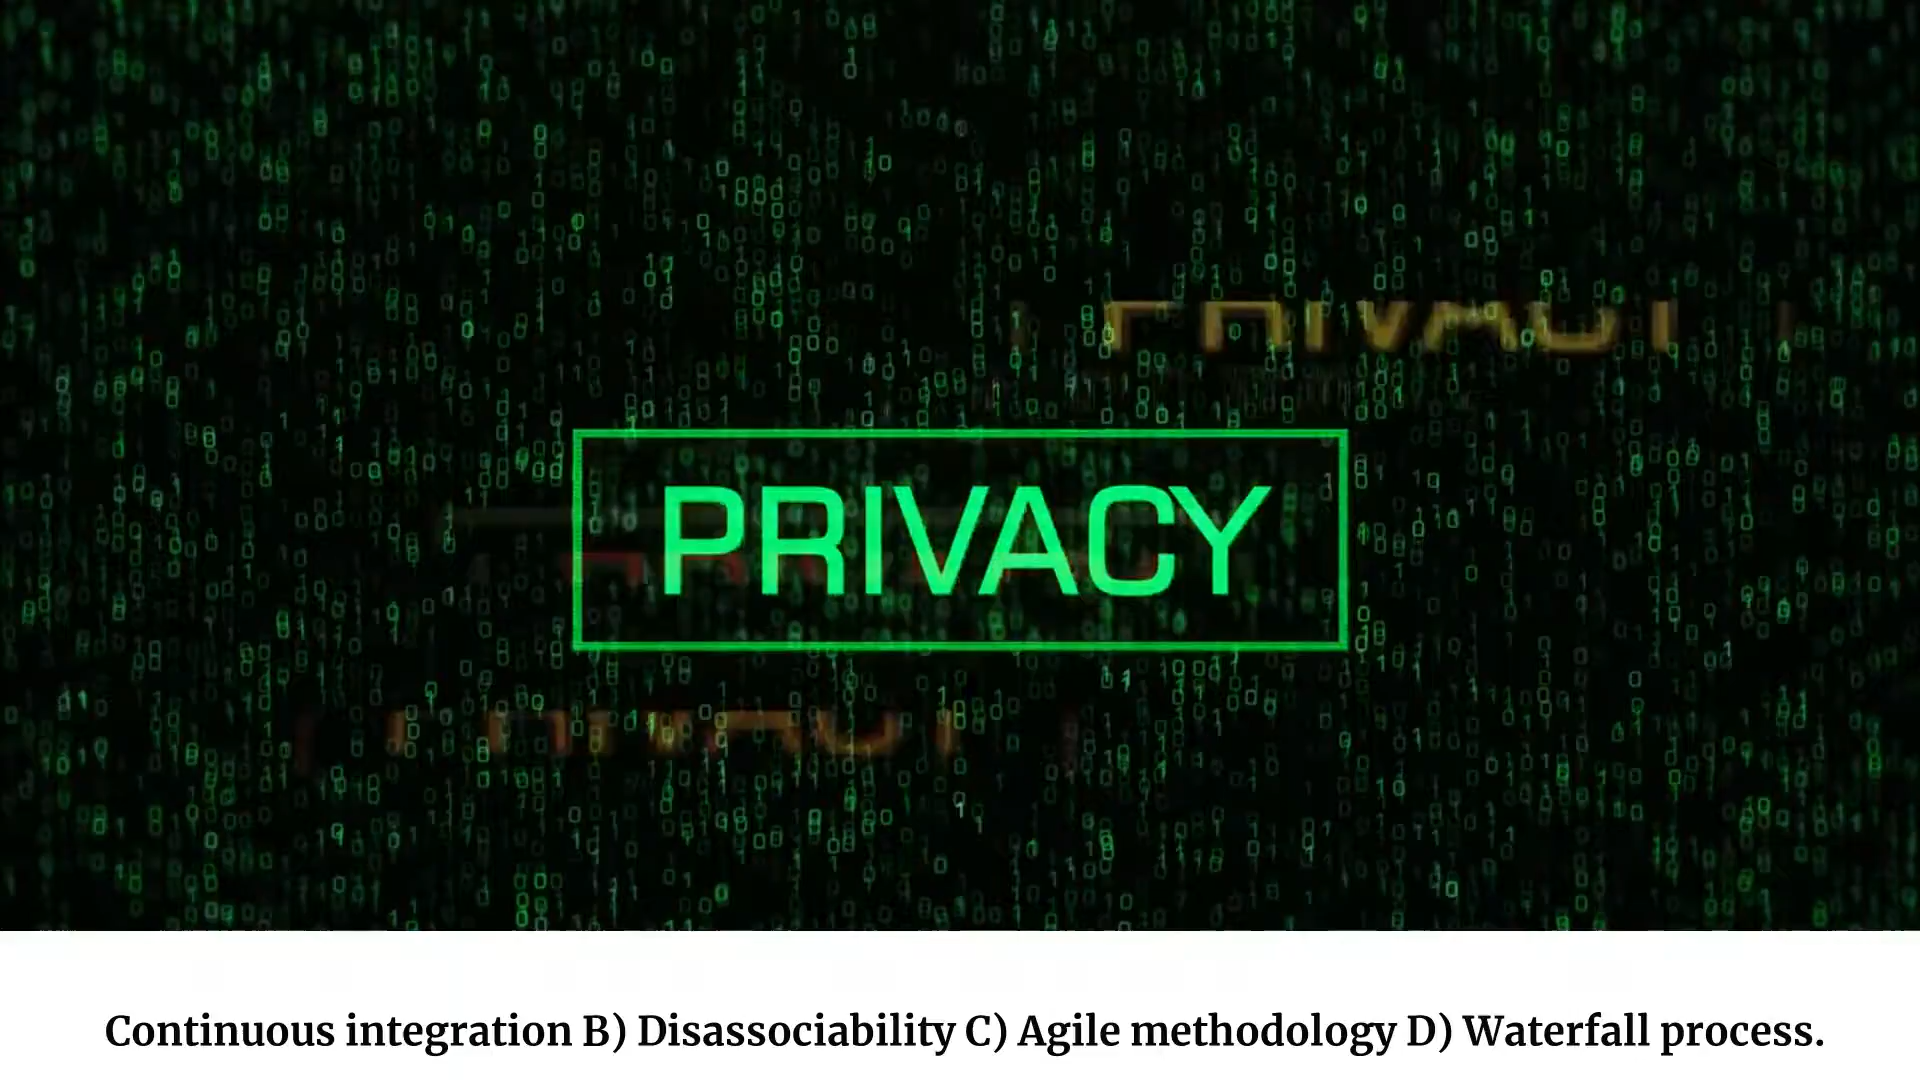 PRIVACY
Continuous integration B) Disassociability C) Agile methodology D) Waterfall process.